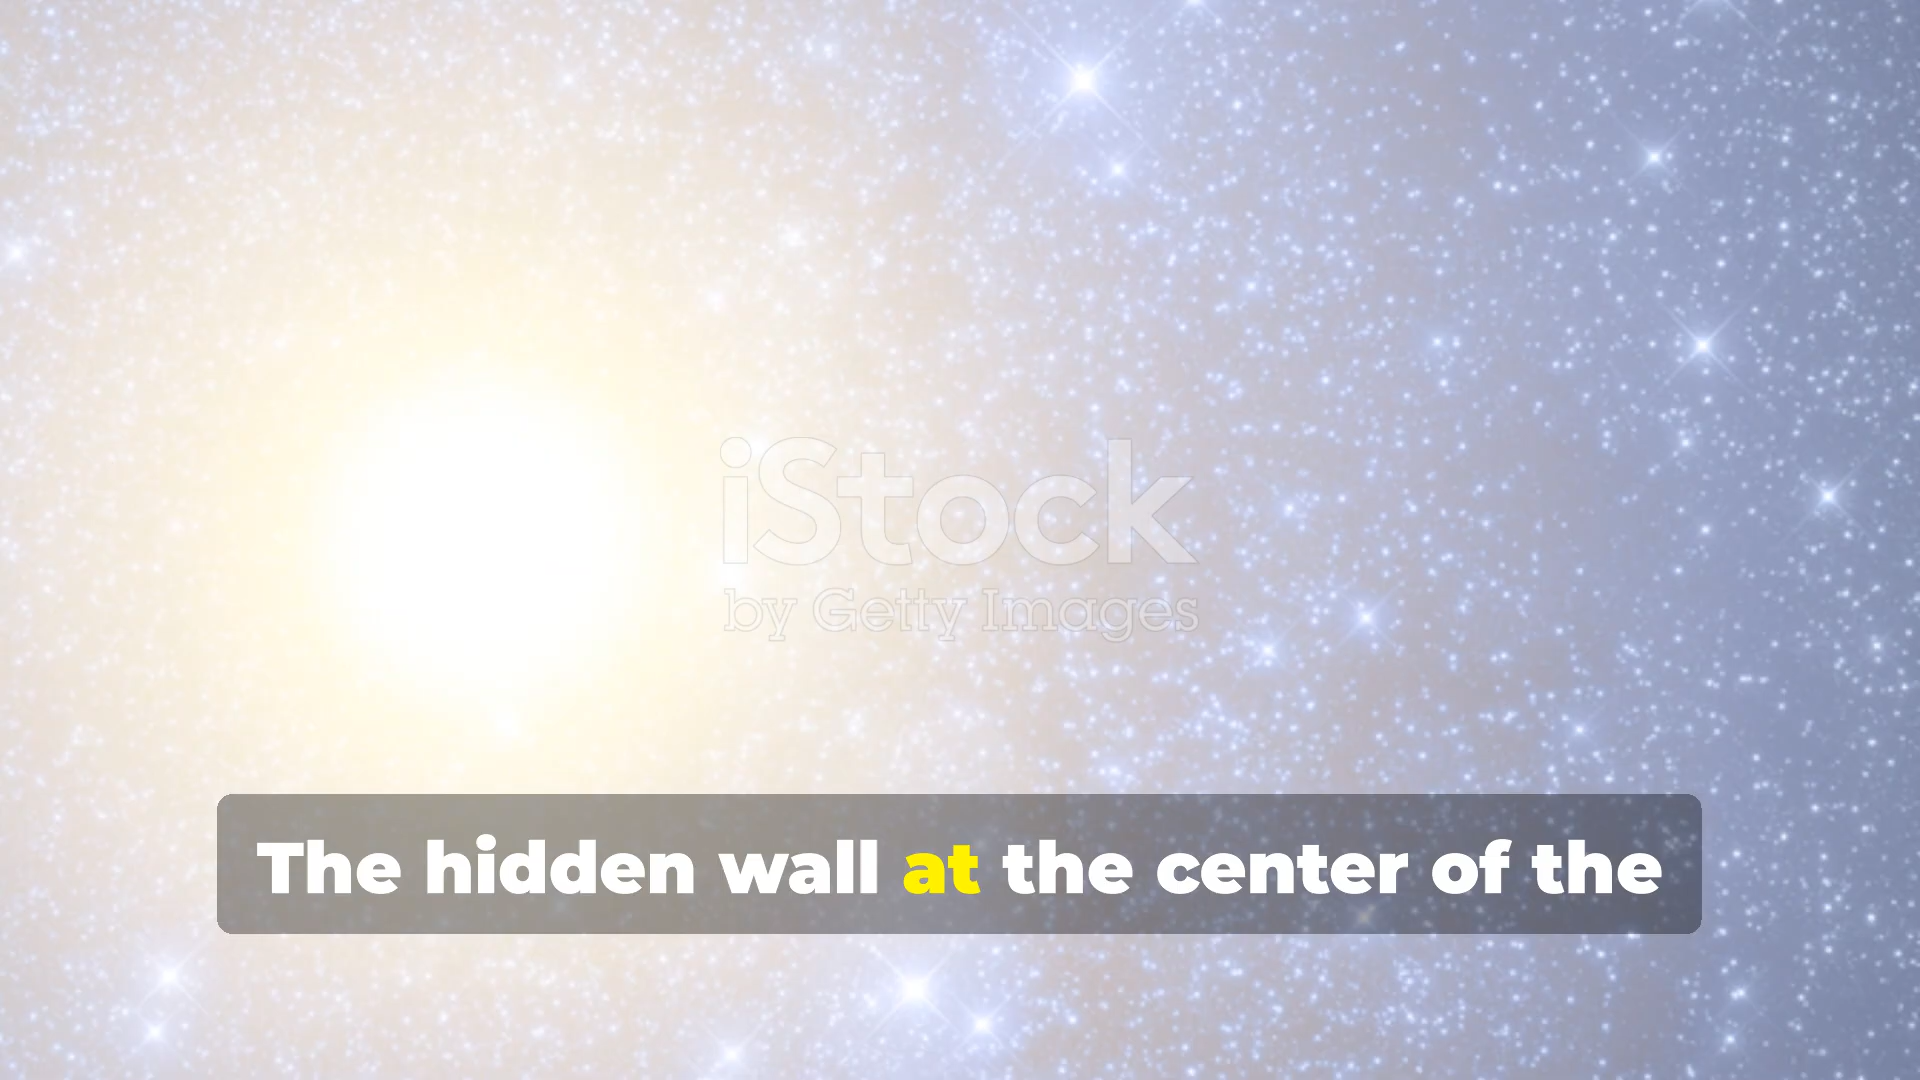 iStock
by Getty Images
The hidden wall at the center of the